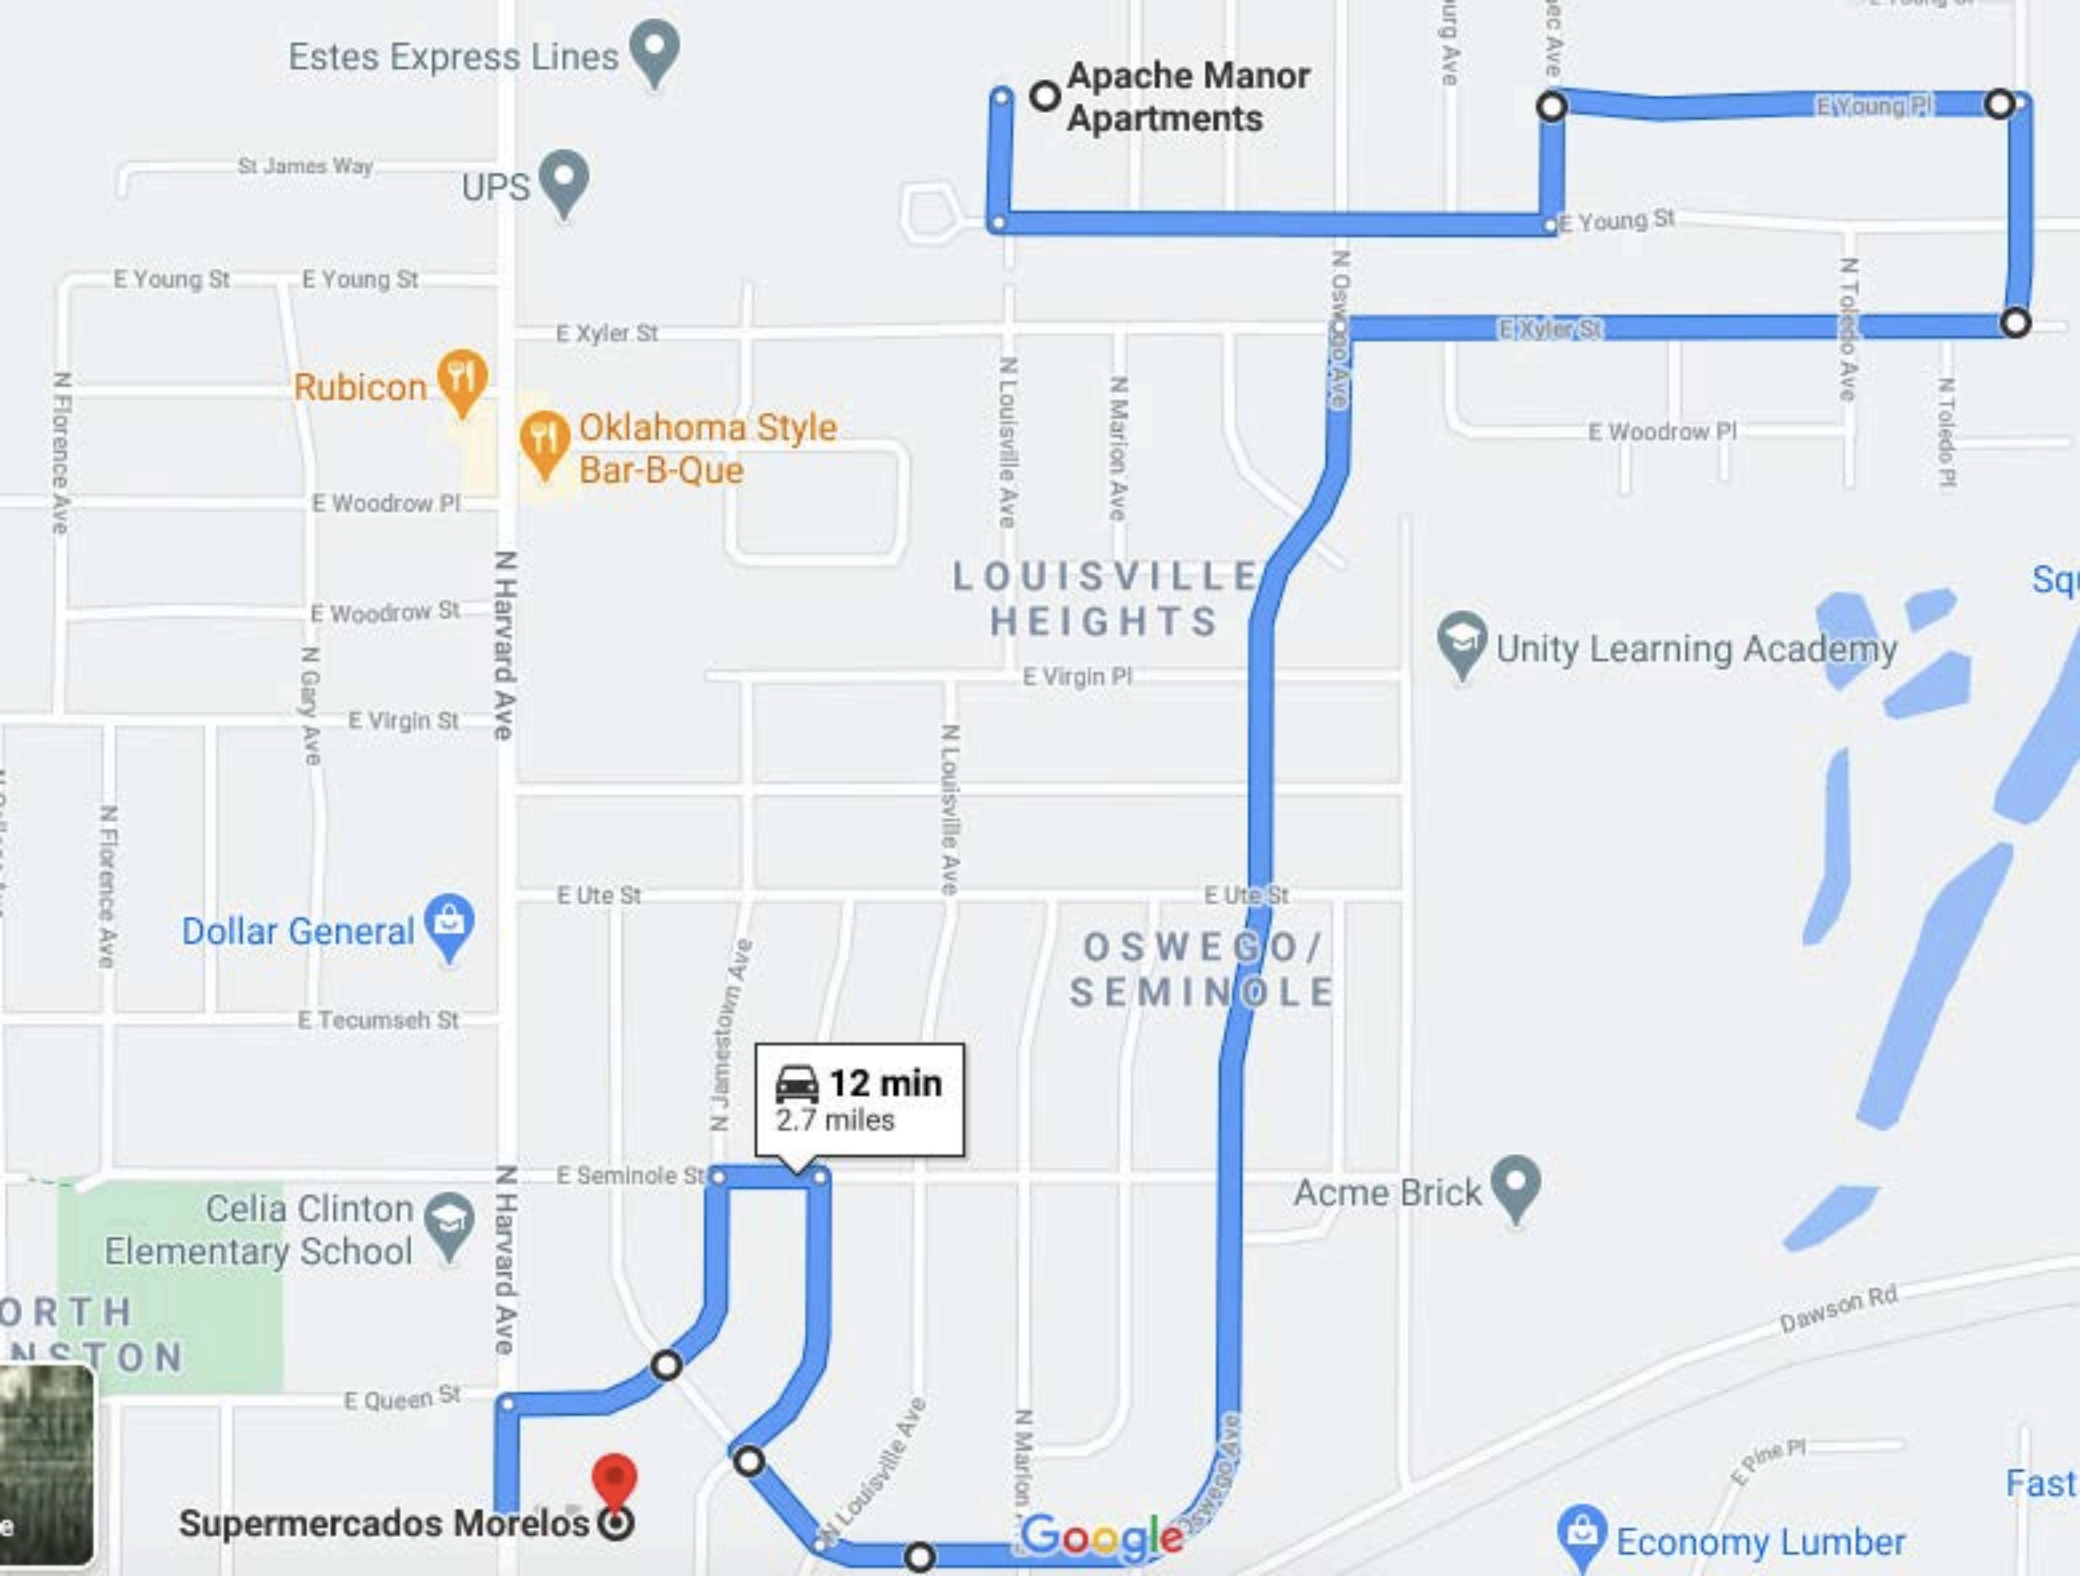 E Young St
Estes Express Lines
Apache Manor
Apartments
E Young Pl
St James Way
UPS
E Young St
E Young St
E Young St
E Xyler St
E Xyler St
N Oswego Ave
N Toledo Ave
N Toledo Pl
Rubicon
Oklahoma Style
Bar-B-Que
N Florence Ave
N Louisville Ave
N Marion Ave
E Woodrow Pl
E Woodrow Pl
N Harvard Ave
LOUISVILLE
HEIGHTS
E Woodrow St
Unity Learning Academy
E Virgin Pl
N Gary Ave
E Virgin St
N Louisville Ave
N Florence Ave
E Ute St
E Ute St
Dollar General
OSWEGO/
SEMINOLE
N Jamestown Ave
E Tecumseh St
12 min
2.7 miles
E Seminole St
N Harvard Ave
Celia Clinton
Elementary School
Acme Brick
Dawson Rd
E Queen St
N Louisville Ave
N Marion
Oswego Ave
E Pine Pl
Fast
Supermercados Morelos
Google
Economy Lumber